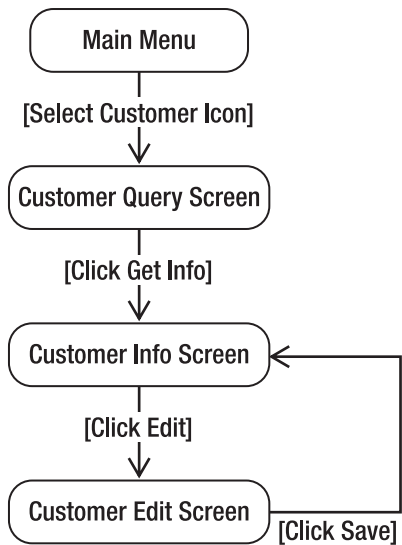 Main Menu
[Select Customer Icon]
Customer Query Screen
[Click Get Info]
Customer Info Screen
[Click Edit]
Customer Edit Screen
[Click Save]